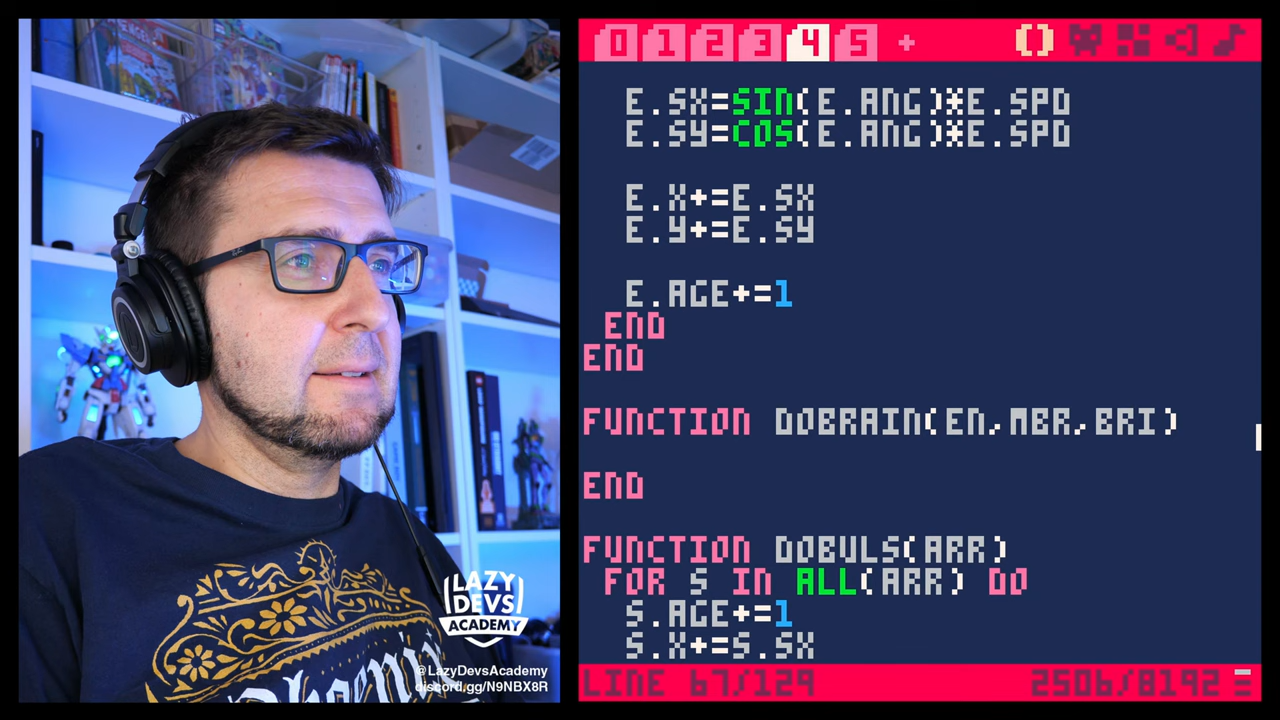 0 1 2 3 4 5 +
E.SX=SIN(E.ANG)*E.SPD
E.SY=COS(E.ANG)*E.SPD
E.X+=E.SX
E.Y+=E.SY
E.AGE+=1
END
END
FUNCTION DOBRAIN(EN,MBR,BRI)
END
FUNCTION DOBULS(ARR)
FOR S IN ALL(ARR) DO
S.AGE+=1
S.X+=S.SX
LINE 67/129
2506/8192
LAZY
DEVS
ACADEMY
@LazyDevsAcademy
discord.gg/N9NBX8R
Phoenix